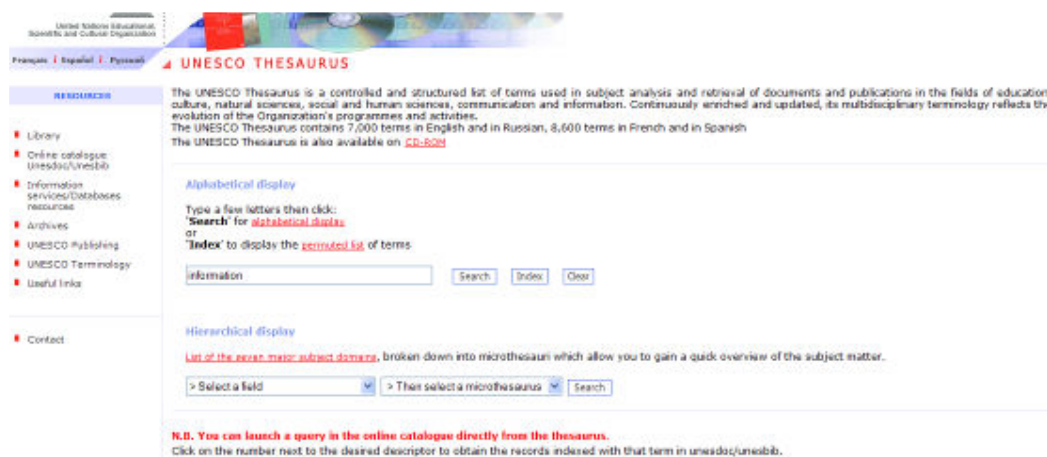 United Nations Educational,
Scientific and Cultural Organization
Français | Español | Русский
UNESCO THESAURUS
RESOURCES
Library
Online catalogue
Unesdoc/Unesbib
Information
services/Databases
resources
Archives
UNESCO Publishing
UNESCO Terminology
Useful links
Contact
The UNESCO Thesaurus is a controlled and structured list of terms used in subject analysis and retrieval of documents and publications in the fields of education
culture, natural sciences, social and human sciences, communication and information. Continuously enriched and updated, its multidisciplinary terminology reflects the
evolution of the Organization's programmes and activities.
The UNESCO Thesaurus contains 7,000 terms in English and in Russian, 8,600 terms in French and in Spanish
The UNESCO Thesaurus is also available on CD-ROM
Alphabetical display
Type a few letters then click:
'Search' for alphabetical display
or
'Index' to display the permuted list of terms
information
Search Index Clear
Hierarchical display
List of the seven major subject domains, broken down into microthesauri which allow you to gain a quick overview of the subject matter.
> Select a field > Then select a microthesaurus Search
N.B. You can launch a query in the online catalogue directly from the thesaurus.
Click on the number next to the desired descriptor to obtain the records indexed with that term in unesdoc/unesbib.